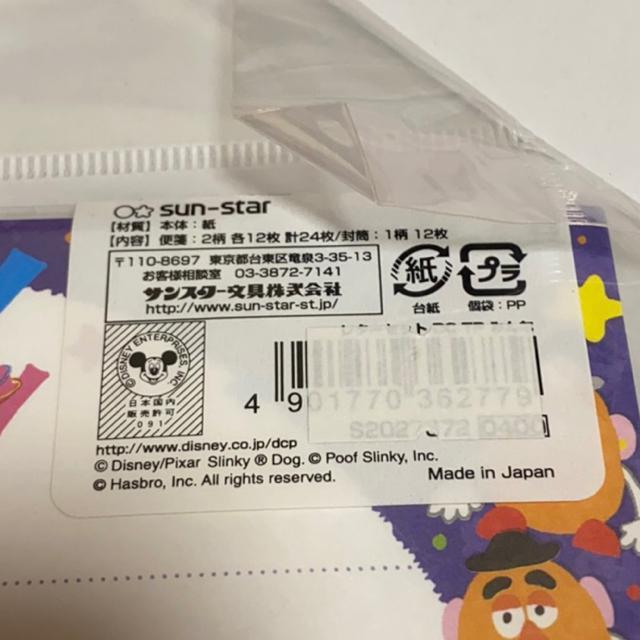 sun-star
【材質】本体：紙
【内容】便箋：2柄 各12枚 計24枚/封筒：1柄 12枚
〒110-8697 東京都台東区竜泉3-35-13
お客様相談室 03-3872-7141
サンスター文具株式会社
http://www.sun-star-st.jp/
紙
台紙
プラ
個袋：PP
© DISNEY ENTERPRISES, INC.
日本国内
販売許可
091
4 901770 362779
0400
http://www.disney.co.jp/dcp
© Disney/Pixar Slinky ® Dog. © Poof Slinky, Inc.
© Hasbro, Inc. All rights reserved.
Made in Japan